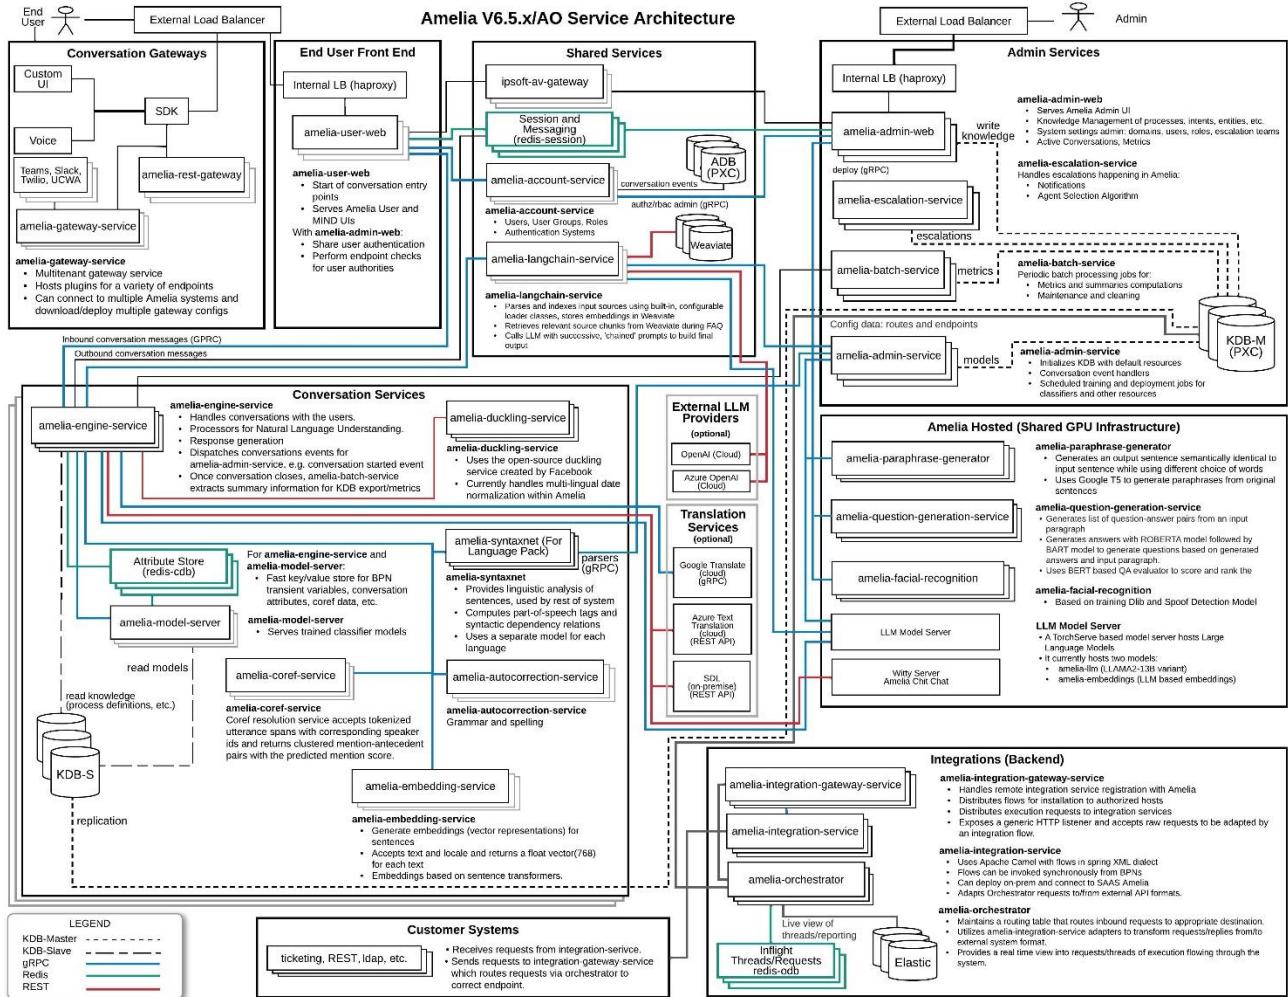 Amelia V6.5.x/AO Service Architecture
End
User
External Load Balancer
External Load Balancer
Admin
Conversation Gateways
Custom
UI
SDK
Voice
Teams, Slack,
Twilio, UCWA
amelia-rest-gateway
amelia-gateway-service
amelia-gateway-service
• Multitenant gateway service
• Hosts plugins for a variety of endpoints
• Can connect to multiple Amelia systems and
download/deploy multiple gateway configs
End User Front End
Internal LB (haproxy)
amelia-user-web
amelia-user-web
• Start of conversation entry
points
• Serves Amelia User and
MIND UIs
With amelia-admin-web:
• Share user authentication
• Perform endpoint checks
for user authorities
Shared Services
ipsoft-av-gateway
Session and
Messaging
(redis-session)
ADB
(PXC)
amelia-account-service
conversation events
authz/rbac admin (gRPC)
amelia-account-service
• Users, User Groups, Roles
• Authentication Systems
Weaviate
amelia-langchain-service
amelia-langchain-service
• Parses and indexes input sources using built-in, configurable
loader classes, stores embeddings in Weaviate
• Retrieves relevant source chunks from Weaviate during FAQ
• Calls LLM with successive, 'chained' prompts to build final
output
Admin Services
Internal LB (haproxy)
amelia-admin-web
write
knowledge
deploy (gRPC)
amelia-admin-web
• Serves Amelia Admin UI
• Knowledge Management of processes, intents, entities, etc.
• System settings admin: domains, users, roles, escalation teams
• Active Conversations, Metrics
amelia-escalation-service
escalations
amelia-escalation-service
Handles escalations happening in Amelia:
• Notifications
• Agent Selection Algorithm
amelia-batch-service
metrics
amelia-batch-service
Periodic batch processing jobs for:
• Metrics and summaries computations
• Maintenance and cleaning
KDB-M
(PXC)
Config data: routes and endpoints
amelia-admin-service
models
amelia-admin-service
• Initializes KDB with default resources
• Conversation event handlers
• Scheduled training and deployment jobs for
classifiers and other resources
Inbound conversation messages (GPRC)
Outbound conversation messages
Conversation Services
amelia-engine-service
amelia-engine-service
• Handles conversations with the users.
• Processors for Natural Language Understanding.
• Response generation
• Dispatches conversations events for
amelia-admin-service, e.g. conversation started event
• Once conversation closes, amelia-batch-service
extracts summary information for KDB export/metrics
amelia-duckling-service
amelia-duckling-service
• Uses the open-source duckling
service created by Facebook
• Currently handles multi-lingual date
normalization within Amelia
Attribute Store
(redis-cdb)
For amelia-engine-service and
amelia-model-server:
• Fast key/value store for BPN
transient variables, conversation
attributes, coref data, etc.
amelia-model-server
amelia-model-server
• Serves trained classifier models
read models
amelia-syntaxnet (For
Language Pack)
parsers
(gRPC)
amelia-syntaxnet
• Provides linguistic analysis of
sentences, used by rest of system
• Computes part-of-speech tags and
syntactic dependency relations
• Uses a separate model for each
language
amelia-coref-service
amelia-coref-service
Coref resolution service accepts tokenized
utterance spans with corresponding speaker
ids and returns clustered mention-antecedent
pairs with the predicted mention score.
amelia-autocorrection-service
amelia-autocorrection-service
Grammar and spelling
read knowledge
(process definitions, etc.)
KDB-S
replication
amelia-embedding-service
amelia-embedding-service
• Generate embeddings (vector representations) for
sentences
• Accepts text and locale and returns a float vector(768)
for each text
• Embeddings based on sentence transformers.
External LLM
Providers
(optional)
OpenAI (Cloud)
Azure OpenAI
(Cloud)
Translation
Services
(optional)
Google Translate
(cloud)
(gRPC)
Azure Text
Translation
(cloud)
(REST API)
SDL
(on-premise)
(REST API)
Amelia Hosted (Shared GPU Infrastructure)
amelia-paraphrase-generator
amelia-paraphrase-generator
• Generates an output sentence semantically identical to
input sentence while using different choice of words
• Uses Google T5 to generate paraphrases from original
sentences
amelia-question-generation-service
amelia-question-generation-service
• Generates list of question-answer pairs from an input
paragraph
• Generates answers with ROBERTA model followed by
BART model to generate questions based on generated
answers and input paragraph.
• Uses BERT based QA evaluator to score and rank the
amelia-facial-recognition
amelia-facial-recognition
• Based on training Dlib and Spoof Detection Model
LLM Model Server
LLM Model Server
• A TorchServe based model server hosts Large
Language Models
• It currently hosts two models:
• amelia-llm (LLAMA2-13B variant)
• amelia-embeddings (LLM based embeddings)
Witty Server
Amelia Chit Chat
Integrations (Backend)
amelia-integration-gateway-service
amelia-integration-service
amelia-orchestrator
Live view of
threads/reporting
Inflight
Threads/Requests
redis-odb
Elastic
amelia-integration-gateway-service
• Handles remote integration service registration with Amelia
• Distributes flows for installation to authorized hosts
• Distributes execution requests to integration services
• Exposes a generic HTTP listener and accepts raw requests to be adapted by
an integration flow.
amelia-integration-service
• Uses Apache Camel with flows in spring XML dialect
• Flows can be invoked synchronously from BPNs
• Can deploy on-prem and connect to SAAS Amelia
• Adapts Orchestrator requests to/from external API formats.
amelia-orchestrator
• Maintains a routing table that routes inbound requests to appropriate destination.
• Utilizes amelia-integration-service adapters to transform requests/replies from/to
external system format.
• Provides a real time view into requests/threads of execution flowing through the
system.
LEGEND
KDB-Master
KDB-Slave
gRPC
Redis
REST
Customer Systems
ticketing, REST, ldap, etc.
• Receives requests from integration-serivce.
• Sends requests to integration-gateway-service
which routes requests via orchestrator to
correct endpoint.